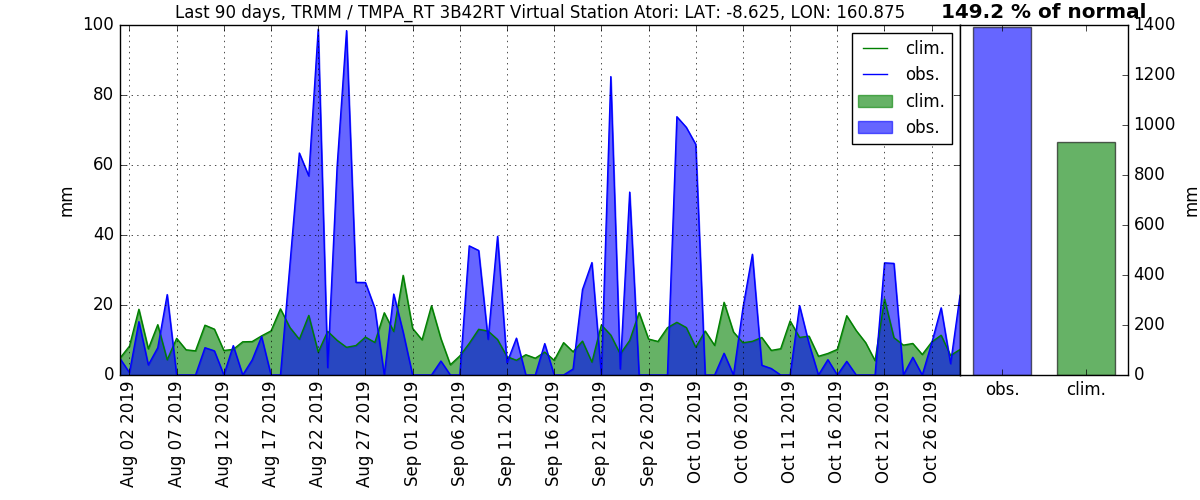 Last 90 days, TRMM / TMPA_RT 3B42RT Virtual Station Atori: LAT: -8.625, LON: 160.875
149.2 % of normal
100
80
60
40
20
0
mm
clim.
obs.
clim.
obs.
1400
1200
1000
800
600
400
200
0
mm
Aug 02 2019
Aug 07 2019
Aug 12 2019
Aug 17 2019
Aug 22 2019
Aug 27 2019
Sep 01 2019
Sep 06 2019
Sep 11 2019
Sep 16 2019
Sep 21 2019
Sep 26 2019
Oct 01 2019
Oct 06 2019
Oct 11 2019
Oct 16 2019
Oct 21 2019
Oct 26 2019
obs.
clim.